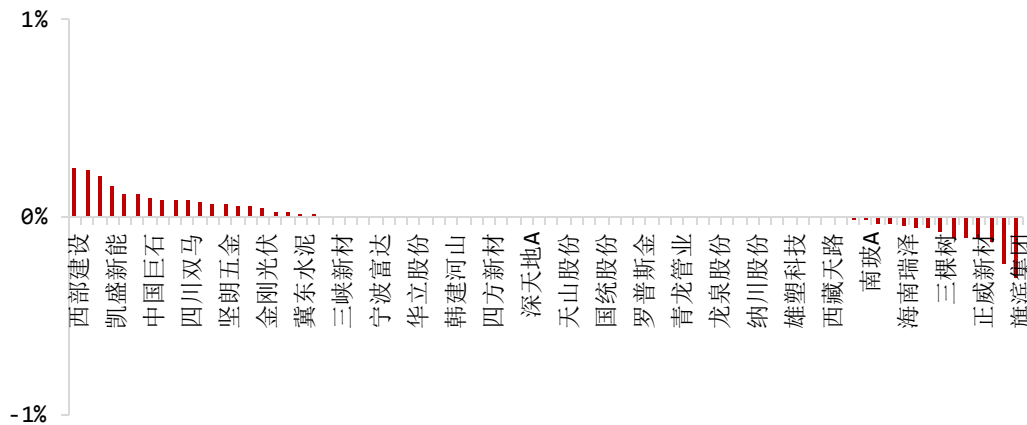 1%
0%
-1%
西部建设
凯盛新能
中国巨石
四川双马
坚朗五金
金刚光伏
冀东水泥
三峡新材
宁波富达
华立股份
韩建河山
四方新材
深天地A
天山股份
国统股份
罗普斯金
青龙管业
龙泉股份
纳川股份
雄塑科技
西藏天路
南玻A
海南瑞泽
三棵树
正威新材
旗滨集团